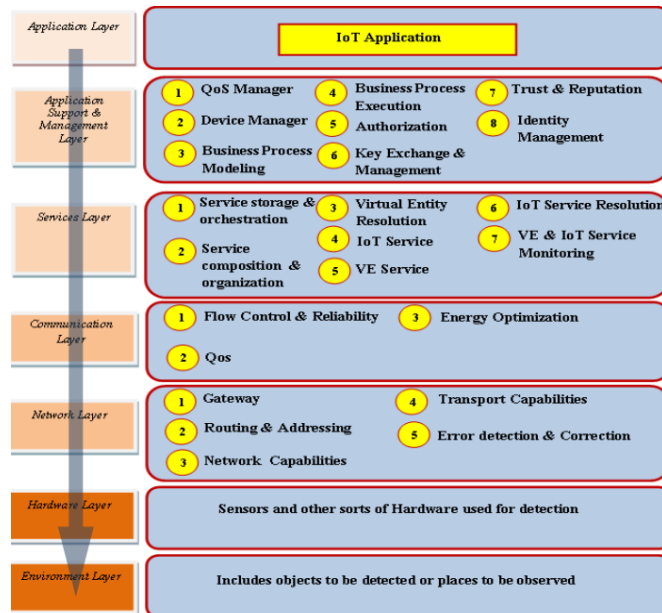 Application Layer
IoT Application
Application
Support &
Management
Layer
1 QoS Manager
2 Device Manager
3 Business Process
Modeling
4 Business Process
Execution
5 Authorization
6 Key Exchange &
Management
7 Trust & Reputation
8 Identity
Management
Services Layer
1 Service storage &
orchestration
2 Service
composition &
organization
3 Virtual Entity
Resolution
4 IoT Service
5 VE Service
6 IoT Service Resolution
7 VE & IoT Service
Monitoring
Communication
Layer
1 Flow Control & Reliability
2 Qos
3 Energy Optimization
Network Layer
1 Gateway
2 Routing & Addressing
3 Network Capabilities
4 Transport Capabilities
5 Error detection & Correction
Hardware Layer
Sensors and other sorts of Hardware used for detection
Environment Layer
Includes objects to be detected or places to be observed